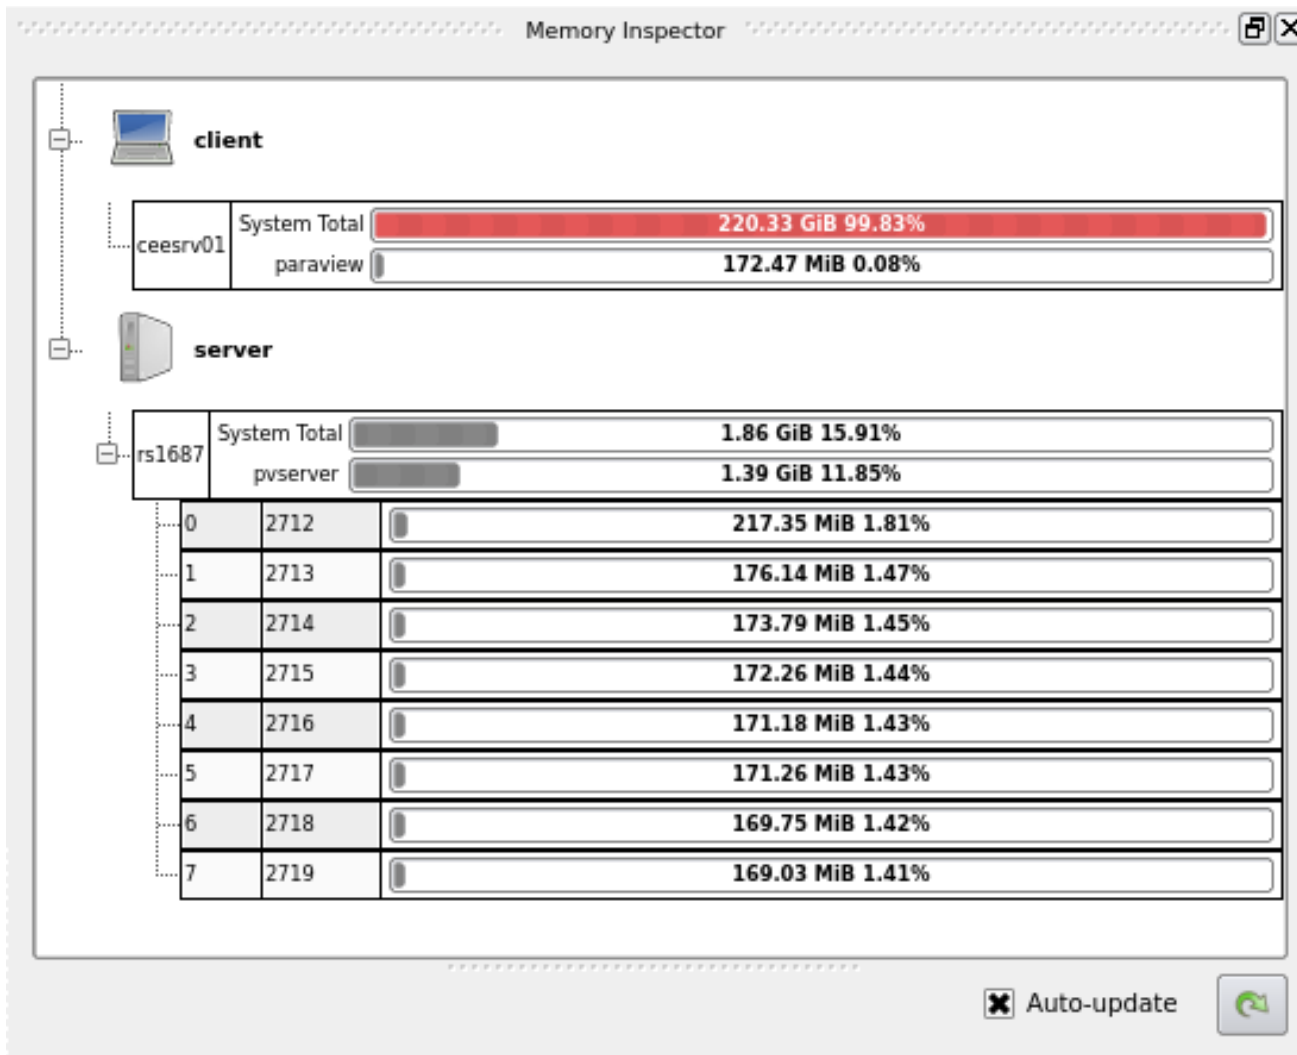 Memory Inspector
client
ceesrv01
System Total 220.33 GiB 99.83%
paraview 172.47 MiB 0.08%
server
rs1687
System Total 1.86 GiB 15.91%
pvserver 1.39 GiB 11.85%
0 2712 217.35 MiB 1.81%
1 2713 176.14 MiB 1.47%
2 2714 173.79 MiB 1.45%
3 2715 172.26 MiB 1.44%
4 2716 171.18 MiB 1.43%
5 2717 171.26 MiB 1.43%
6 2718 169.75 MiB 1.42%
7 2719 169.03 MiB 1.41%
Auto-update